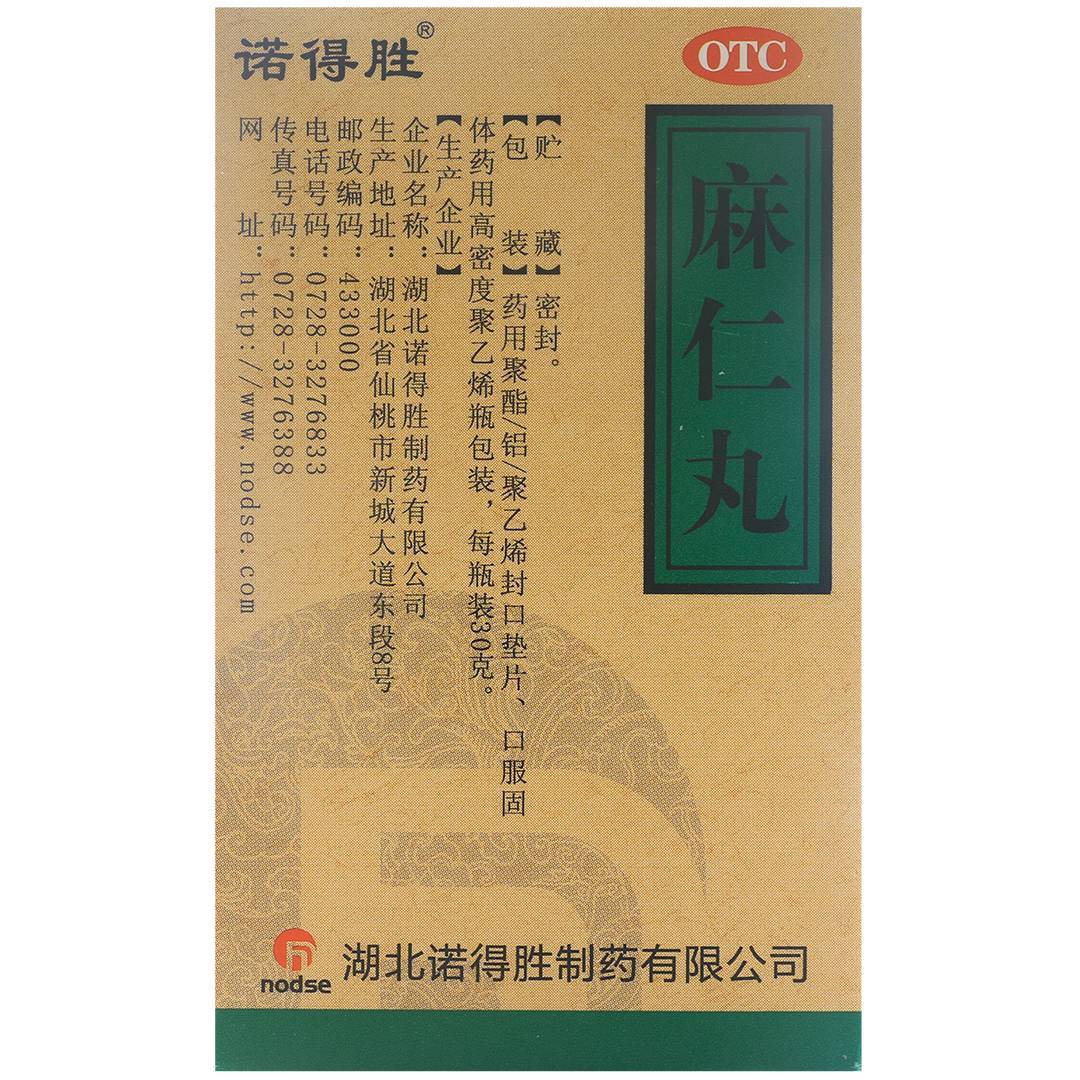 诺得胜®
OTC
麻仁丸
【贮 藏】密封。
【包 装】药用聚酯/铝/聚乙烯封口垫片、口服固
体药用高密度聚乙烯瓶包装，每瓶装30克。
【生产企业】
企业名称：湖北诺得胜制药有限公司
生产地址：湖北省仙桃市新城大道东段8号
邮政编码：433000
电话号码：0728-3276833
传真号码：0728-3276388
网 址：http://www.nodse.com
nodse
湖北诺得胜制药有限公司